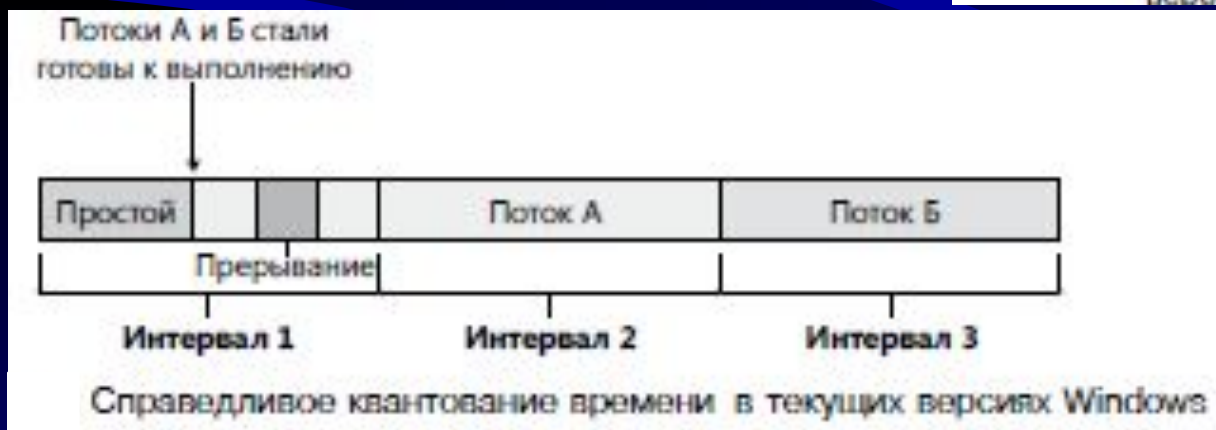 Потоки А и Б стали
готовы к выполнению
Простой
Поток А
Поток Б
Прерывание
Интервал 1
Интервал 2
Интервал 3
Справедливое квантование времени в текущих версиях Windows